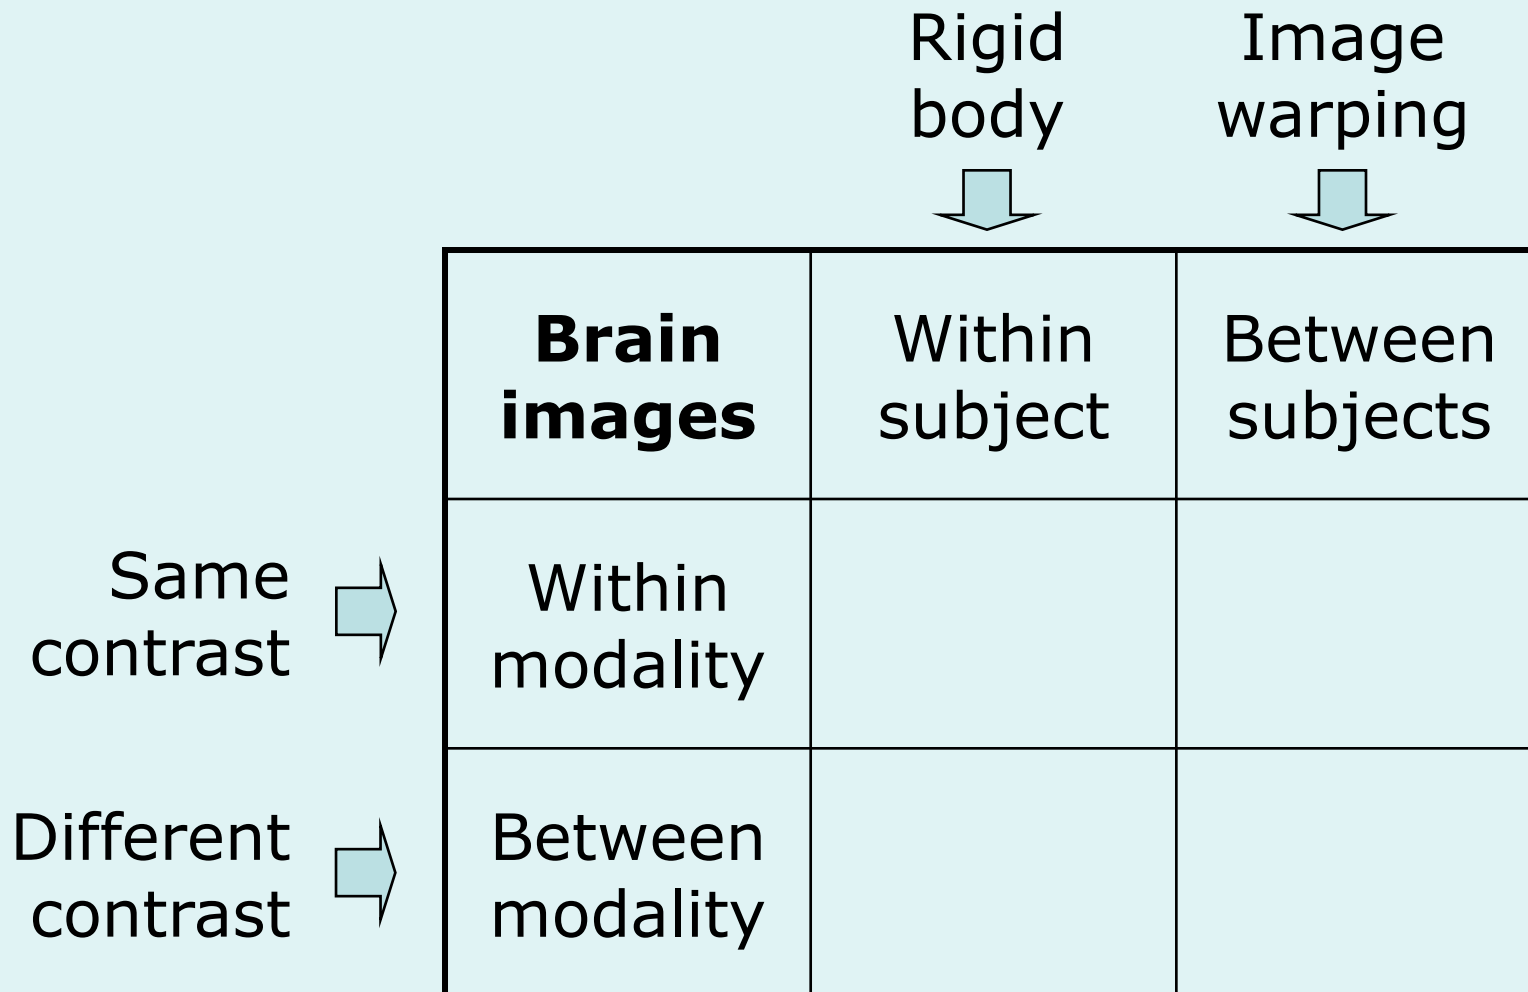 Rigid
body
Image
warping
Brain
images
Within
subject
Between
subjects
Same
contrast
Within
modality
Different
contrast
Between
modality